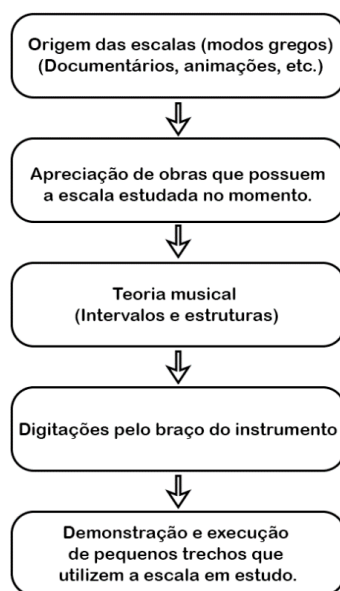 Origem das escalas (modos gregos)
(Documentários, animações, etc.)
Apreciação de obras que possuem
a escala estudada no momento.
Teoria musical
(Intervalos e estruturas)
Digitações pelo braço do instrumento
Demonstração e execução
de pequenos trechos que
utilizem a escala em estudo.